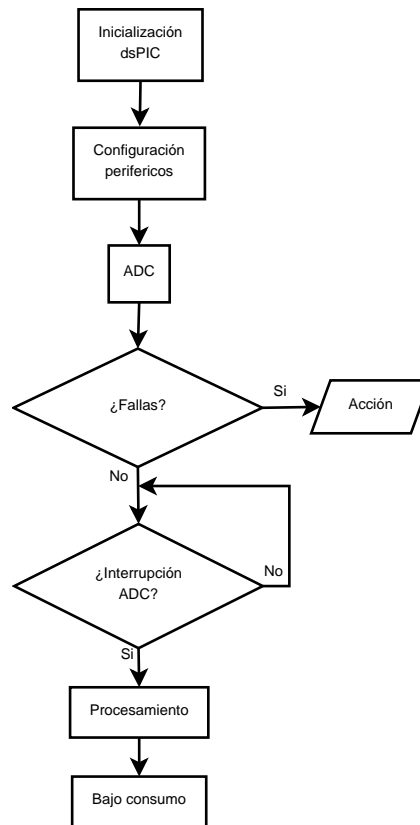 Inicialización
dsPIC
Configuración
perifericos
ADC
¿Fallas?
Si
Acción
No
¿Interrupción
ADC?
No
Si
Procesamiento
Bajo consumo